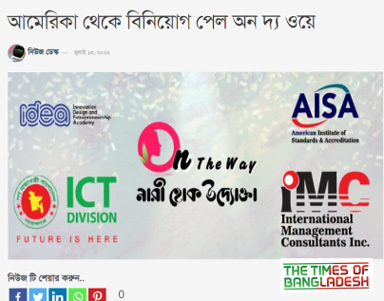 আমেরিকা থেকে বিনিয়োগ পেল অন দ্য ওয়ে
নিউজ ডেস্ক — জুলাই ১৩, ২০২২
idea Innovation Design and Entrepreneurship Academy
AISA
American Institute of
Standards & Accreditation
On The Way
নারী হোক উদ্যোক্তা
ICT
DIVISION
FUTURE IS HERE
iMC
International
Management
Consultants Inc.
নিউজ টি শেয়ার করুন..
0
THE TIMES OF
BANGLADESH